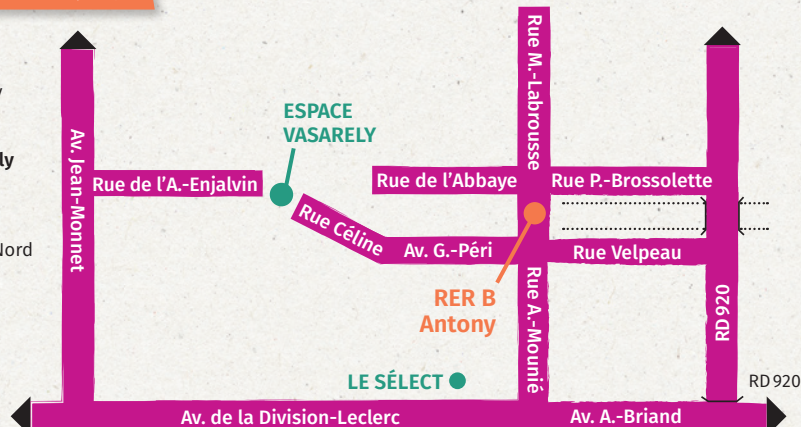 Rue M.-Labrousse
ESPACE
VASARELY
Av. Jean-Monnet
ly
Rue de l'A.-Enjalvin
Rue de l'Abbaye
Rue P.-Brossolette
Rue Céline
Av. G.-Péri
Rue Velpeau
Nord
RER B
Antony
Rue A.-Mounié
RD 920
LE SÉLECT
RD 920
Av. de la Division-Leclerc
Av. A.-Briand